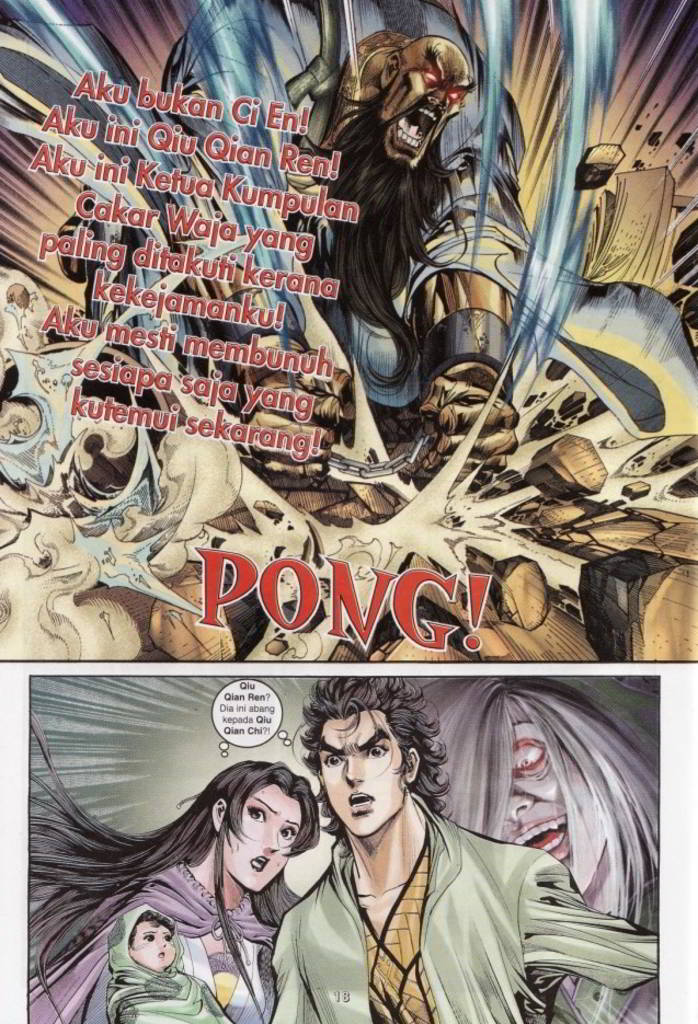 Aku bukan Ci En!
Aku ini Qiu Qian Ren!
Aku ini Ketua Kumpulan
Cakar Waja yang
paling ditakuti kerana
kekejamanku!
Aku mesti membunuh
sesiapa saja yang
kutemui sekarang!
PONG!
Qiu
Qian Ren?
Dia ini abang
kepada Qiu
Qian Chi?!
18